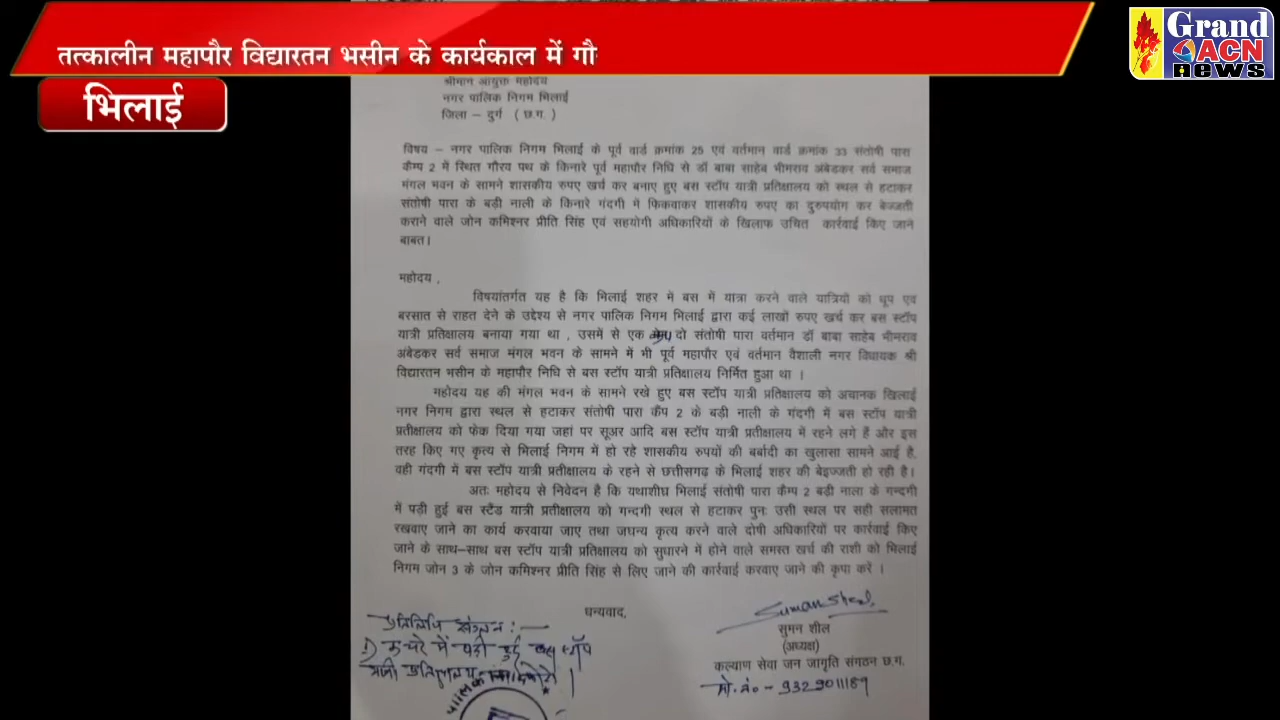 तत्कालीन महापौर विद्यारतन भसीन के कार्यकाल में गौ
Grand
ACN
news
भिलाई
श्रीमान आयुक्त महोदय
नगर पालिक निगम भिलाई
जिला – दुर्ग ( छ.ग. )
विषय – नगर पालिक निगम भिलाई के पूर्व वार्ड क्रमांक 25 एवं वर्तमान वार्ड क्रमांक 33 संतोषी पारा
कैम्प 2 में स्थित गौरव पथ के किनारे पूर्व महापौर निधि से डॉ बाबा साहेब भीमराव अंबेडकर सर्व समाज
मंगल भवन के सामने शासकीय रुपए खर्च कर बनाए हुए बस स्टॉप यात्री प्रतिक्षालय को स्थल से हटाकर
संतोषी पारा के बड़ी नाली के किनारे गंदगी में फिकवाकर शासकीय रुपए का दुरुपयोग कर बेज्जती
कराने वाले जोन कमिश्नर प्रीति सिंह एवं सहयोगी अधिकारियों के खिलाफ उचित कार्रवाई किए जाने
बाबत।
महोदय ,
विषयांतर्गत यह है कि भिलाई शहर में बस में यात्रा करने वाले यात्रियों को धूप एवं
बरसात से राहत देने के उद्देश्य से नगर पालिक निगम भिलाई द्वारा कई लाखों रुपए खर्च कर बस स्टॉप
यात्री प्रतिक्षालय बनाया गया था , उसमें से एक दो संतोषी पारा वर्तमान डॉ बाबा साहेब भीमराव
अंबेडकर सर्व समाज मंगल भवन के सामने में भी पूर्व महापौर एवं वर्तमान वैशाली नगर विधायक श्री
विद्यारतन भसीन के महापौर निधि से बस स्टॉप यात्री प्रतिक्षालय निर्मित हुआ था ।
महोदय यह की मंगल भवन के सामने रखे हुए बस स्टॉप यात्री प्रतिक्षालय को अचानक खिलाई
नगर निगम द्वारा स्थल से हटाकर संतोषी पारा कैंप 2 के बड़ी नाली के गंदगी में बस स्टॉप यात्री
प्रतीक्षालय को फेक दिया गया जहां पर सूअर आदि बस स्टॉप यात्री प्रतीक्षालय में रहने लगे हैं और इस
तरह किए गए कृत्य से भिलाई निगम में हो रहे शासकीय रुपयों की बर्बादी का खुलासा सामने आई है,
वही गंदगी में बस स्टॉप यात्री प्रतीक्षालय के रहने से छत्तीसगढ़ के भिलाई शहर की बेइज्जती हो रही है।
अतः महोदय से निवेदन है कि यथाशीघ्र भिलाई संतोषी पारा कैम्प 2 बड़ी नाला के गन्दगी
में पड़ी हुई बस स्टैंड यात्री प्रतीक्षालय को गन्दगी स्थल से हटाकर पुनः उसी स्थल पर सही सलामत
रखवाए जाने का कार्य करवाया जाए तथा जघन्य कृत्य करने वाले दोषी अधिकारियों पर कार्रवाई किए
जाने के साथ–साथ बस स्टॉप यात्री प्रतिक्षालय को सुधारने में होने वाले समस्त खर्च की राशी को भिलाई
निगम जोन 3 के जोन कमिश्नर प्रीति सिंह से लिए जाने की कार्रवाई करवाए जाने की कृपा करें ।
धन्यवाद,
Suman Sheel
सुमन शील
(अध्यक्ष)
कल्याण सेवा जन जागृति संगठन छ.ग.
मो. नं० – 9329011189
प्रतिलिपि संलग्न : —
1) कचरे में पड़ी हुई बस स्टॉप